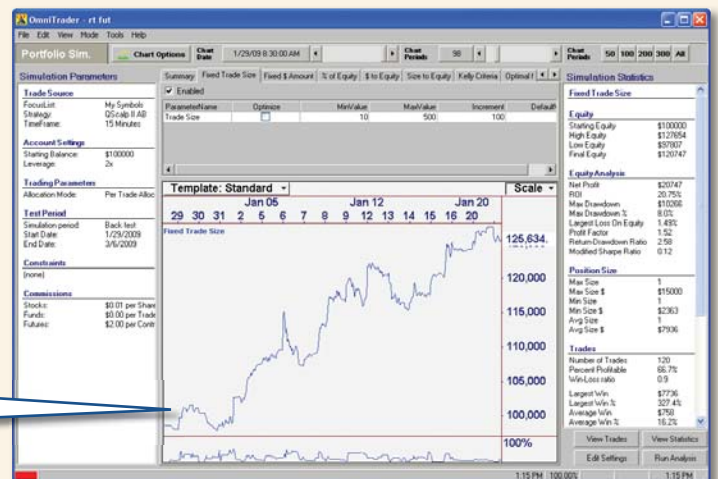 OmniTrader - rt fut
File Edit View Mode Tools Help
Portfolio Sim. Chart Options Chart Date 1/29/09 8:30:00 AM Chart Periods 98 Chart Periods 50 100 200 300 All
Simulation Parameters
Trade Source
FocusList: My Symbols
Strategy: QScalp II AB
TimeFrame: 15 Minutes
Account Settings
Starting Balance: $100000
Leverage: 2x
Trading Parameters
Allocation Mode: Per Trade Alloc
Test Period
Simulation period: Back test
Start Date: 1/29/2009
End Date: 3/6/2009
Constraints
(none)
Commissions
Stocks: $0.01 per Share
Funds: $0.00 per Trade
Futures: $2.00 per Contr
Summary Fixed Trade Size Fixed $ Amount % of Equity $ to Equity Size to Equity Kelly Criteria Optimal f
Enabled
ParameterName Optimize MinValue MaxValue Increment Default
Trade Size 10 500 100
Template: Standard Scale
Jan 05 Jan 12 Jan 20
29 30 31 2 5 6 7 8 9 12 13 14 15 16 20
Fixed Trade Size
125,634.
120,000
115,000
110,000
105,000
100,000
100%
Simulation Statistics
Fixed Trade Size
Equity
Starting Equity $100000
High Equity $127654
Low Equity $97807
Final Equity $120747
Equity Analysis
Net Profit $20747
ROI 20.75%
Max Drawdown $10266
Max Drawdown % 8.0%
Largest Loss On Equity 1.49%
Profit Factor 1.52
Return-Drawdown Ratio 2.58
Modified Sharpe Ratio 0.12
Position Size
Max Size 1
Max Size $ $15000
Min Size 1
Min Size $ $2363
Avg Size 1
Avg Size $ $7936
Trades
Number of Trades 120
Percent Profitable 66.7%
Win-Loss ratio 0.9
Largest Win $7736
Largest Win % 327.4%
Average Win $758
Average Win % 16.2%
View Trades View Statistics
Edit Settings Run Analysis
1:15 PM 100.00% 1:15 PM